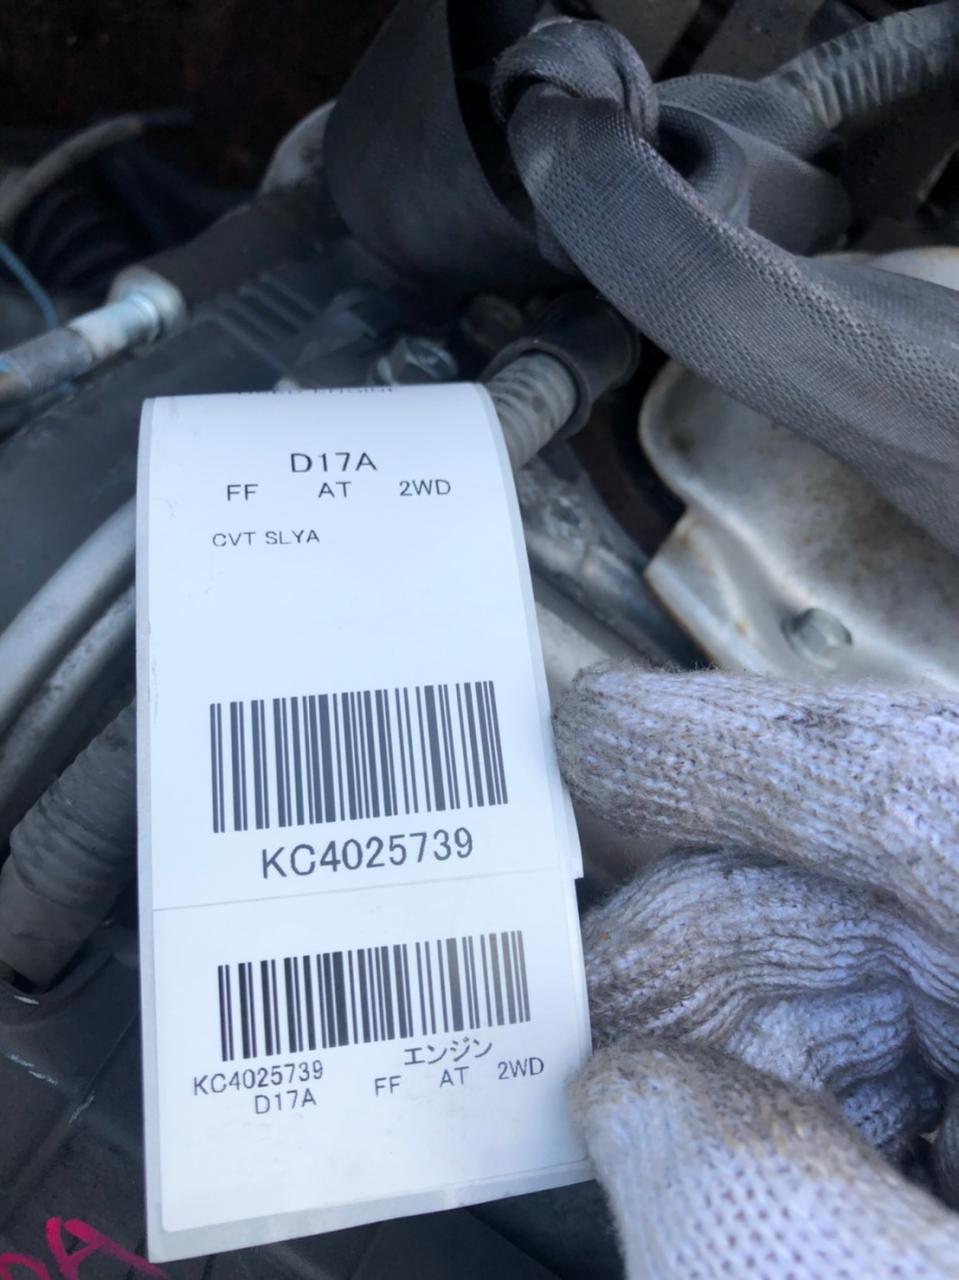 D17A
FF AT 2WD
CVT SLYA
KC4025739
エンジン
KC4025739
FF AT 2WD
D17A